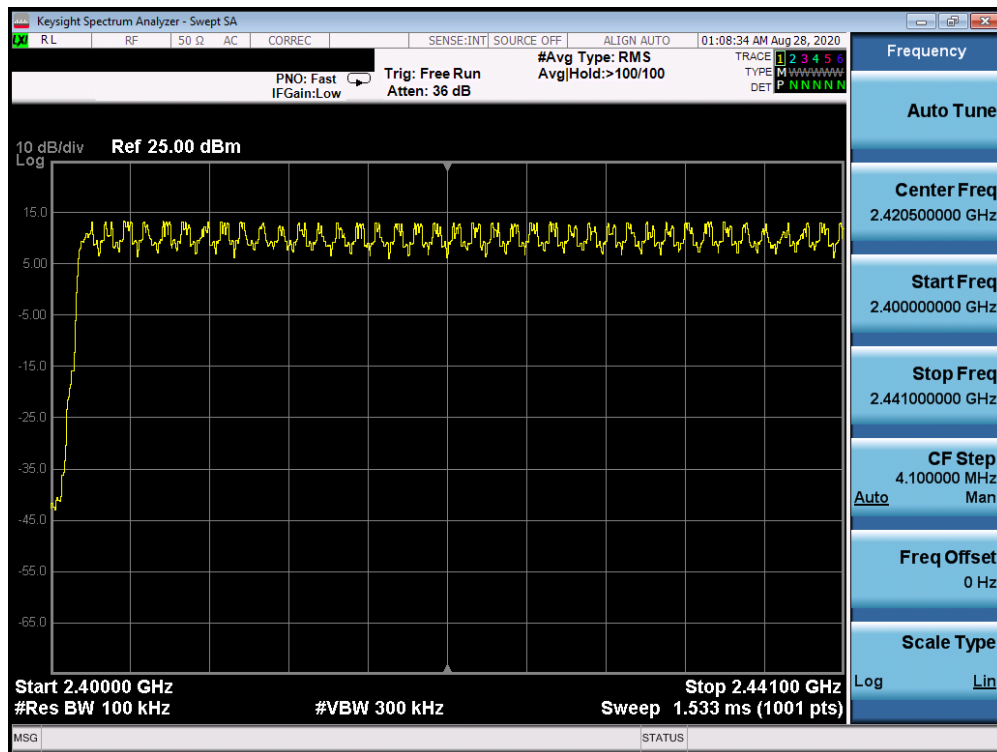 Keysight Spectrum Analyzer - Swept SA
LXI RL RF 50 Ω AC CORREC SENSE:INT SOURCE OFF ALIGN AUTO 01:08:34 AM Aug 28, 2020
PNO: Fast
IFGain:Low
Trig: Free Run
Atten: 36 dB
#Avg Type: RMS
Avg|Hold:>100/100
TRACE 1 2 3 4 5 6
TYPE M W W W W W
DET P N N N N N
10 dB/div
Log
Ref 25.00 dBm
15.0
5.00
-5.00
-15.0
-25.0
-35.0
-45.0
-55.0
-65.0
Start 2.40000 GHz
#Res BW 100 kHz
#VBW 300 kHz
Stop 2.44100 GHz
Sweep 1.533 ms (1001 pts)
MSG
STATUS
Frequency
Auto Tune
Center Freq
2.420500000 GHz
Start Freq
2.400000000 GHz
Stop Freq
2.441000000 GHz
CF Step
4.100000 MHz
Auto Man
Freq Offset
0 Hz
Scale Type
Log Lin